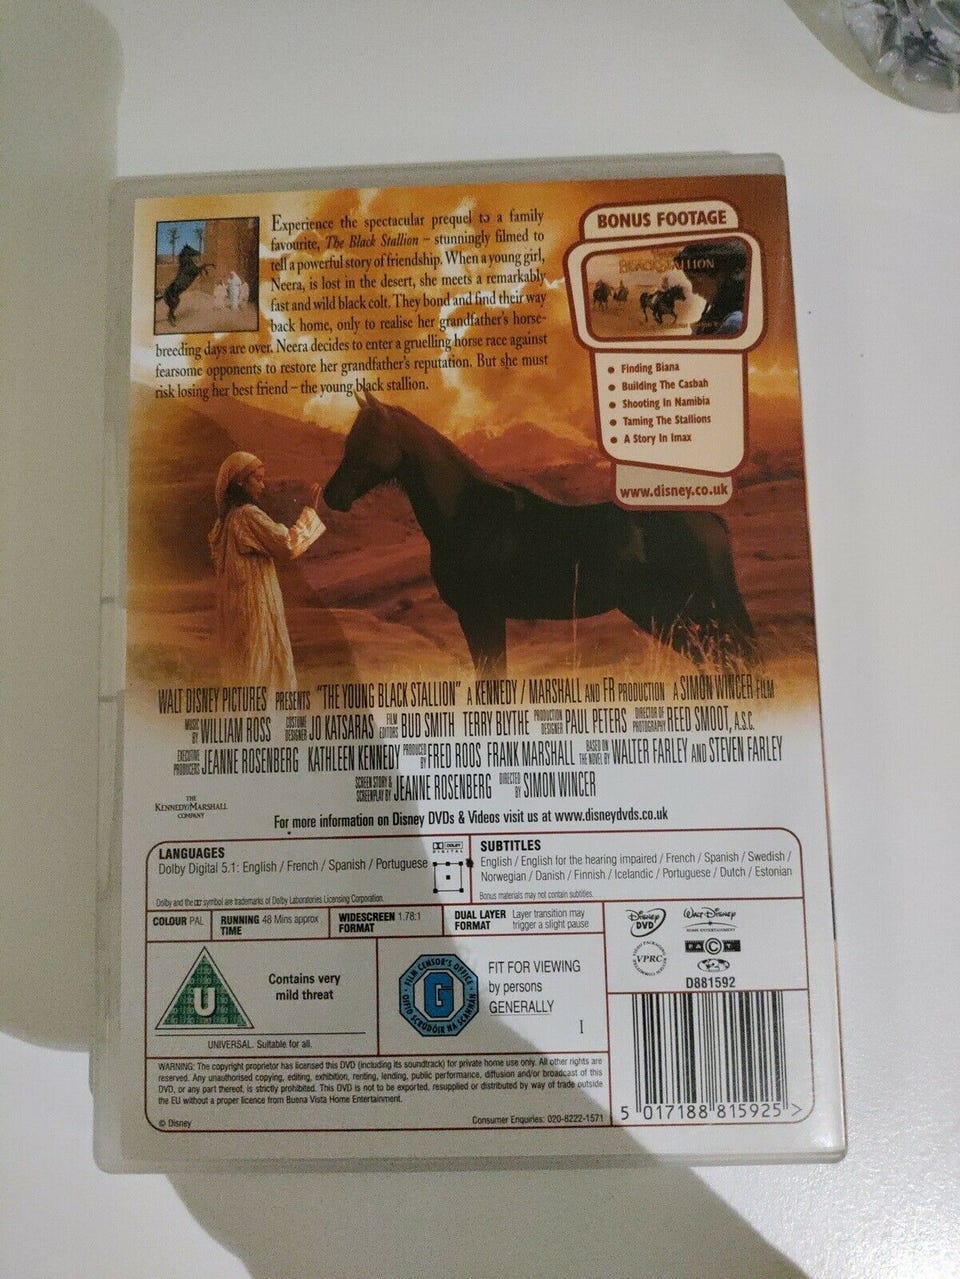 Experience the spectacular prequel to a family
favourite, The Black Stallion – stunningly filmed to
tell a powerful story of friendship. When a young girl,
Neera, is lost in the desert, she meets a remarkably
fast and wild black colt. They bond and find their way
back home, only to realise her grandfather's horse-
breeding days are over. Neera decides to enter a gruelling horse race against
fearsome opponents to restore her grandfather's reputation. But she must
risk losing her best friend – the young black stallion.
BONUS FOOTAGE
BLACK STALLION
• Finding Biana
• Building The Casbah
• Shooting In Namibia
• Taming The Stallions
• A Story In Imax
www.disney.co.uk
WALT DISNEY PICTURES PRESENTS "THE YOUNG BLACK STALLION" A KENNEDY / MARSHALL AND FR PRODUCTION A SIMON WINCER FILM
MUSIC BY WILLIAM ROSS COSTUME DESIGNER JO KATSARAS FILM EDITORS BUD SMITH TERRY BLYTHE PRODUCTION DESIGNER PAUL PETERS DIRECTOR OF PHOTOGRAPHY REED SMOOT, A.S.C.
EXECUTIVE PRODUCERS JEANNE ROSENBERG KATHLEEN KENNEDY PRODUCED BY FRED ROOS FRANK MARSHALL BASED ON THE NOVEL BY WALTER FARLEY AND STEVEN FARLEY
SCREEN STORY & SCREENPLAY BY JEANNE ROSENBERG DIRECTED BY SIMON WINCER
THE
KENNEDY/MARSHALL
COMPANY
For more information on Disney DVDs & Videos visit us at www.disneydvds.co.uk
LANGUAGES
Dolby Digital 5.1: English / French / Spanish / Portuguese
DOLBY
DIGITAL
Dolby and the symbol are trademarks of Dolby Laboratories Licensing Corporation.
SUBTITLES
English / English for the hearing impaired / French / Spanish / Swedish /
Norwegian / Danish / Finnish / Icelandic / Portuguese / Dutch / Estonian
Bonus materials may not contain subtitles.
COLOUR PAL
RUNNING TIME 48 Mins approx
WIDESCREEN FORMAT 1.78:1
DUAL LAYER FORMAT Layer transition may trigger a slight pause
U
Contains very
mild threat
UNIVERSAL. Suitable for all.
FILM CENSOR'S OFFICE
G
OIFIG SCRÚDÓIR NA SCANNÁN
FIT FOR VIEWING
by persons
GENERALLY
I
Disney
DVD
Walt Disney
HOME ENTERTAINMENT
VPRC
FACT
D881592
5 017188 815925 >
WARNING: The copyright proprietor has licensed this DVD (including its soundtrack) for private home use only. All other rights are
reserved. Any unauthorised copying, editing, exhibition, renting, lending, public performance, diffusion and/or broadcast of this
DVD, or any part thereof, is strictly prohibited. This DVD is not to be exported, resupplied or distributed by way of trade outside
the EU without a proper licence from Buena Vista Home Entertainment.
© Disney
Consumer Enquiries: 020-8222-1571